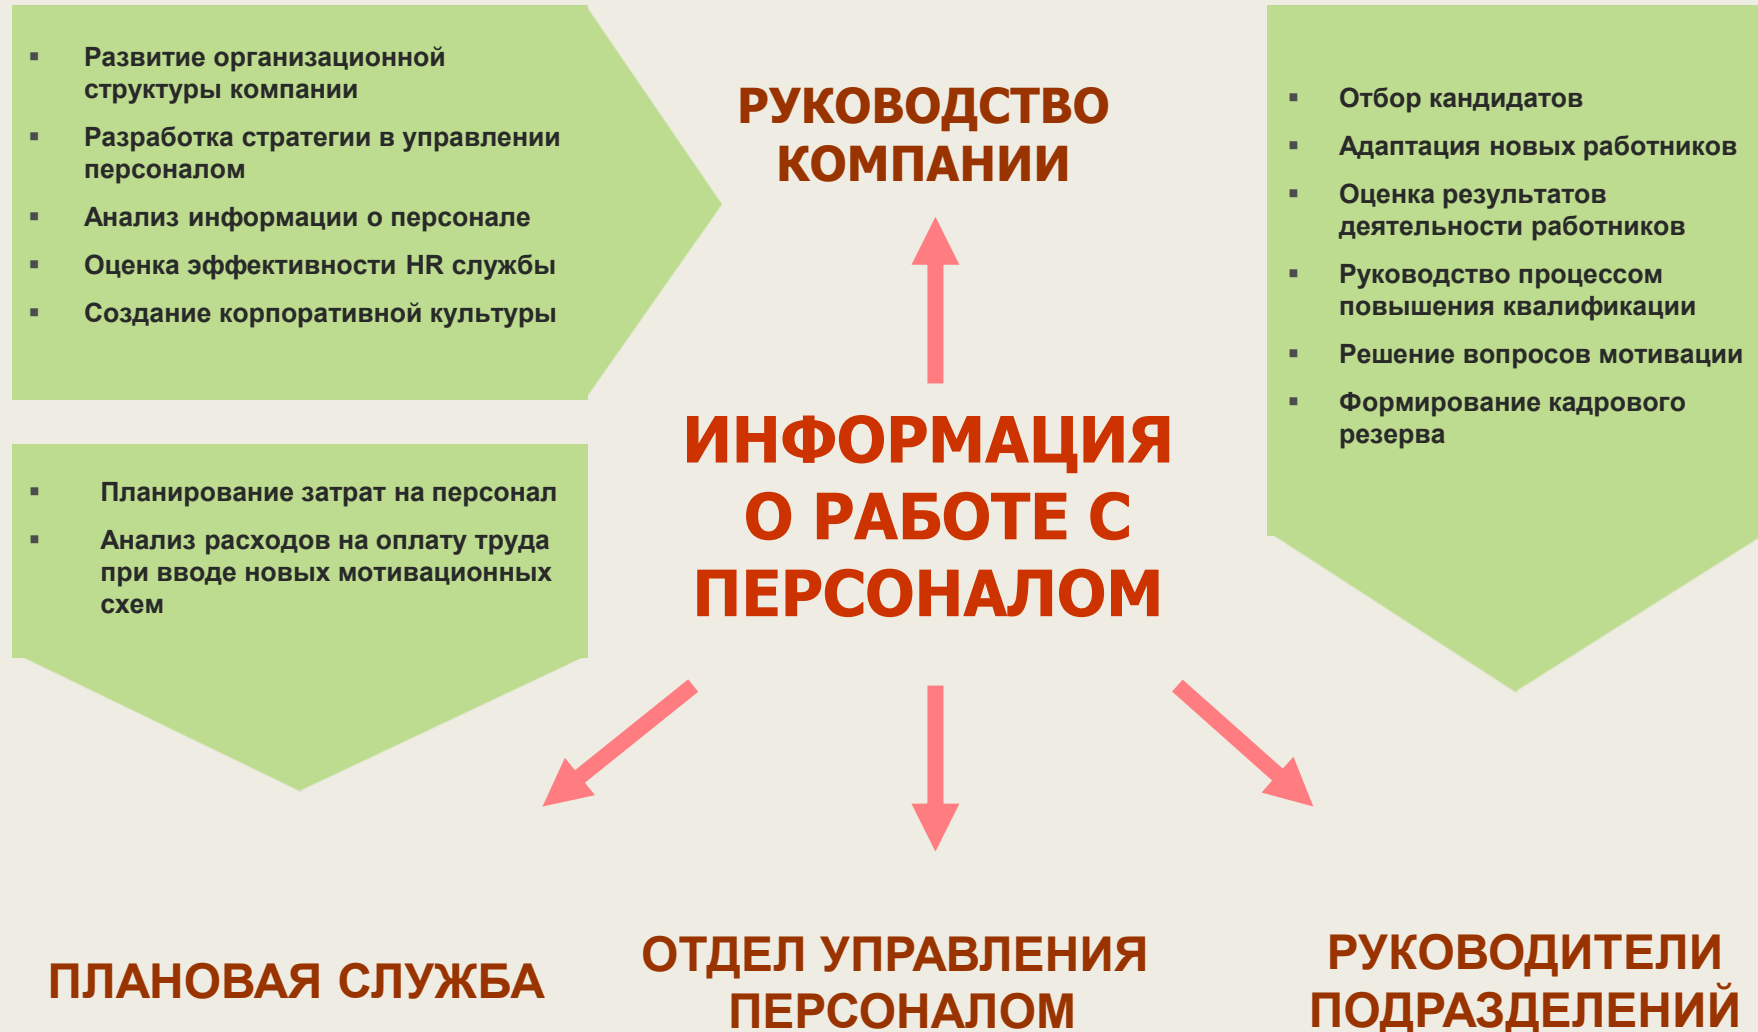 Развитие организационной
структуры компании
Разработка стратегии в управлении
персоналом
Анализ информации о персонале
Оценка эффективности HR службы
Создание корпоративной культуры
РУКОВОДСТВО
КОМПАНИИ
Отбор кандидатов
Адаптация новых работников
Оценка результатов
деятельности работников
Руководство процессом
повышения квалификации
Решение вопросов мотивации
Формирование кадрового
резерва
Планирование затрат на персонал
Анализ расходов на оплату труда
при вводе новых мотивационных
схем
ИНФОРМАЦИЯ
О РАБОТЕ С
ПЕРСОНАЛОМ
ПЛАНОВАЯ СЛУЖБА
ОТДЕЛ УПРАВЛЕНИЯ
ПЕРСОНАЛОМ
РУКОВОДИТЕЛИ
ПОДРАЗДЕЛЕНИЙ